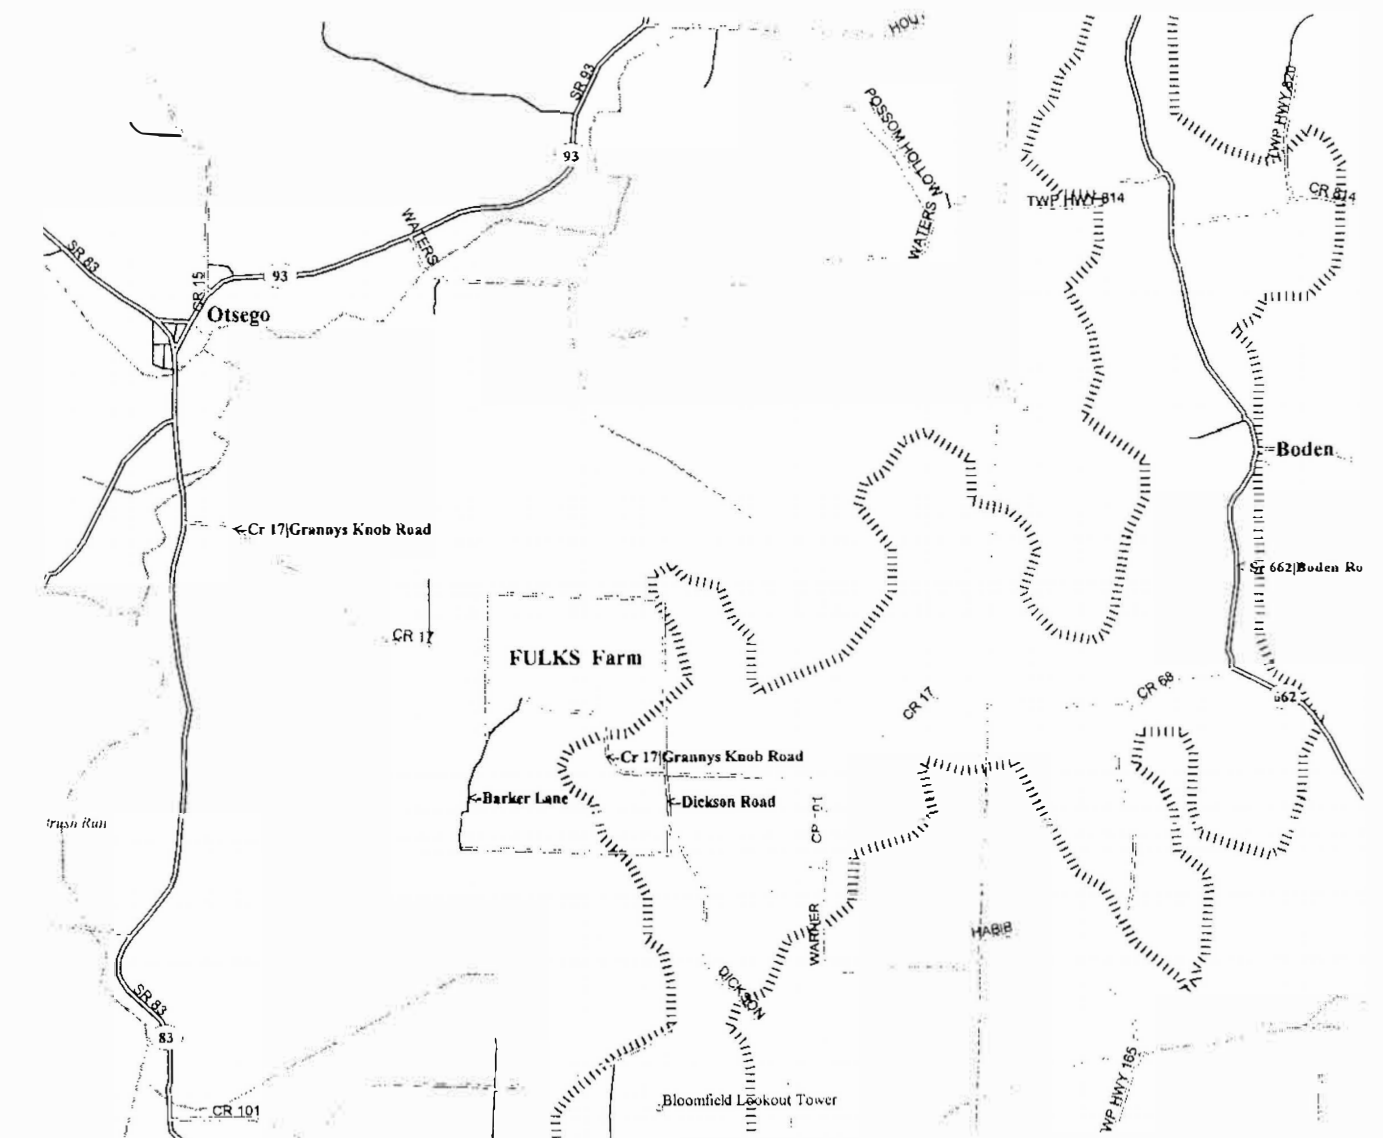 HOU
SR 93
POSSOM HOLLOW
TWP HWY 820
93
TWP HWY 814
CR 814
WATERS
WATERS
SR 83
SR 15
93
Otsego
Boden
Cr 17|Grannys Knob Road
Sr 662|Boden Ro
CR 17
FULKS Farm
CR 68
CR 17
662
Cr 17|Grannys Knob Road
Barker Lane
Dickson Road
Run
WARNER
HABIB
DICKSON
SR 83
83
WP HWY 165
Bloomfield Lookout Tower
CR 101